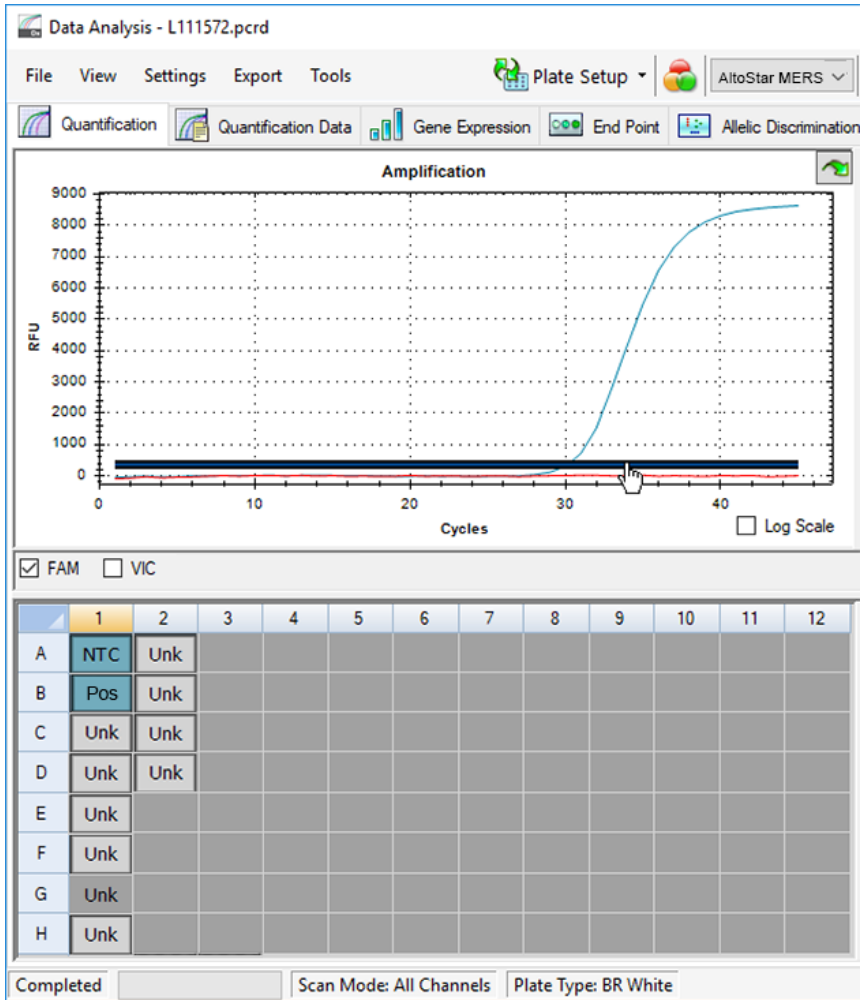 Data Analysis - L111572.pcrd
File View Settings Export Tools Plate Setup AltoStar MERS
Quantification Quantification Data Gene Expression End Point Allelic Discrimination
Amplification
9000
8000
7000
6000
5000
4000
3000
2000
1000
0
RFU
0 10 20 30 40
Cycles
Log Scale
FAM VIC
1 2 3 4 5 6 7 8 9 10 11 12
A NTC Unk
B Pos Unk
C Unk Unk
D Unk Unk
E Unk
F Unk
G Unk
H Unk
Completed Scan Mode: All Channels Plate Type: BR White